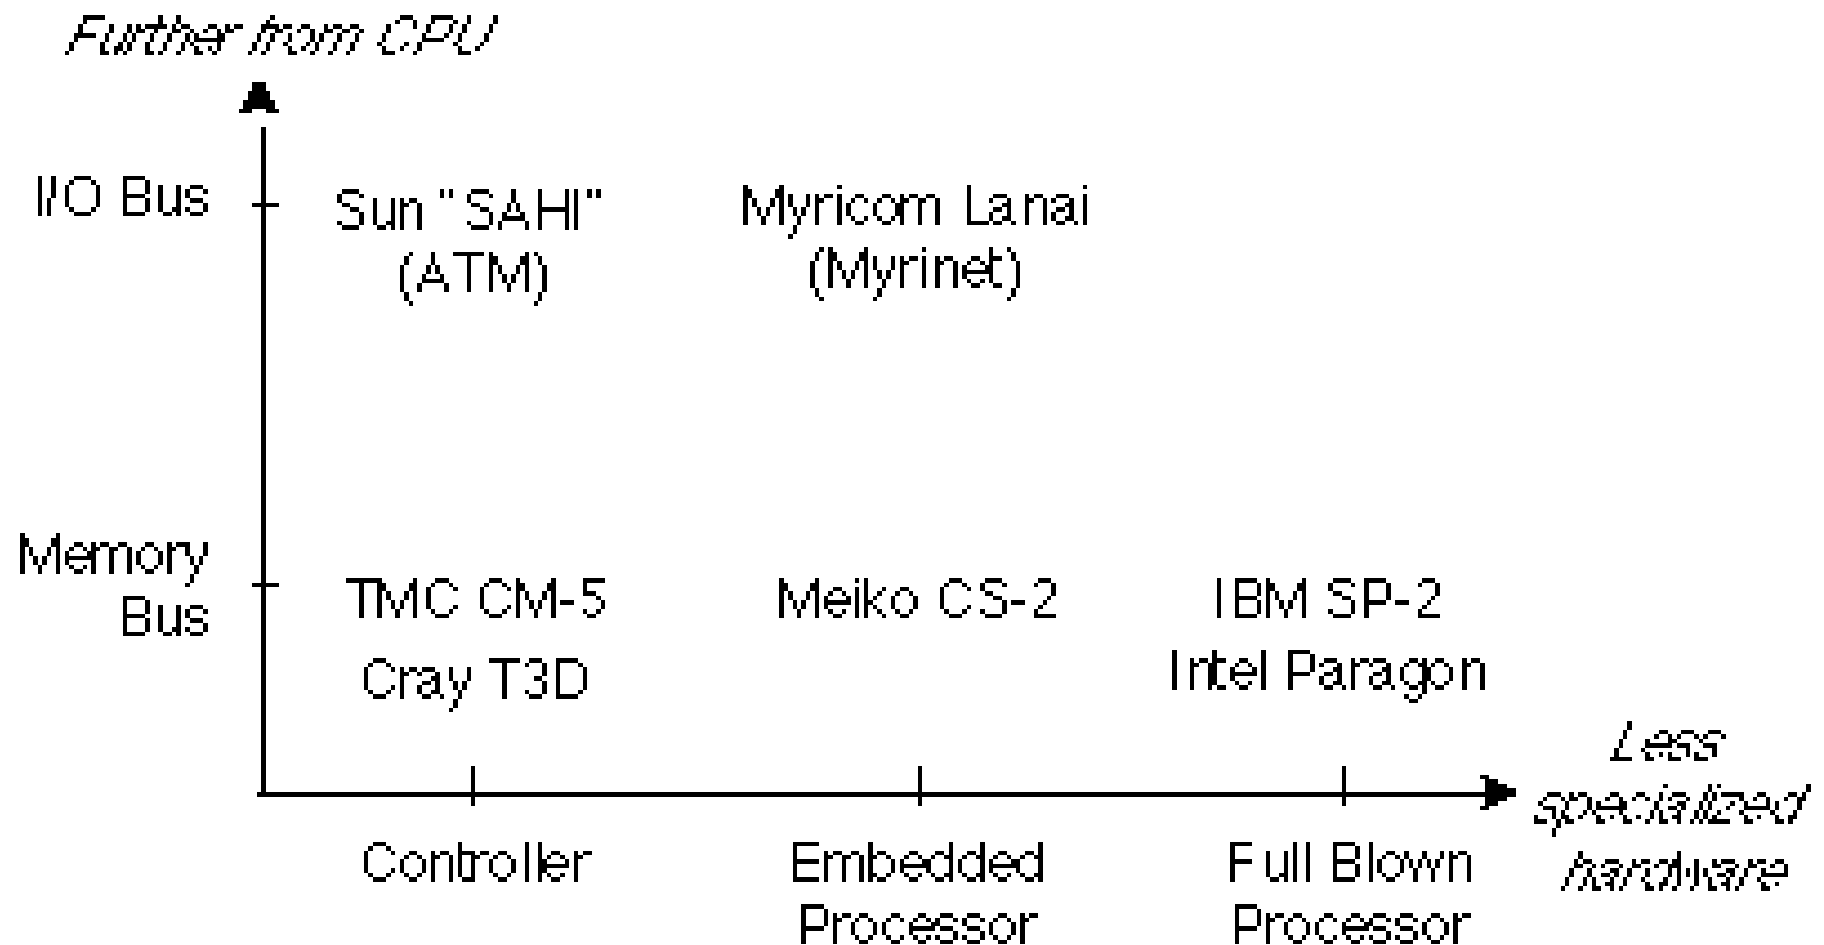 Further from CPU
I/O Bus
Sun "SAHI"
(ATM)
Myricom Lanai
(Myrinet)
Memory
Bus
TMC CM-5
Cray T3D
Meiko CS-2
IBM SP-2
Intel Paragon
Less
specialized
hardware
Controller
Embedded
Processor
Full Blown
Processor